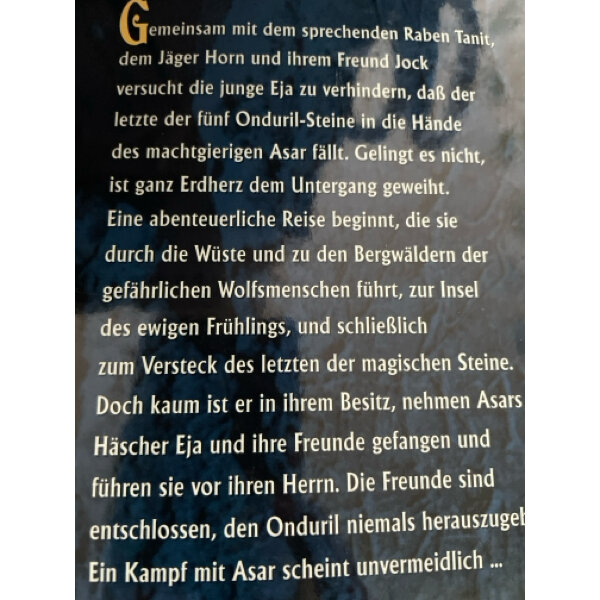 Gemeinsam mit dem sprechenden Raben Tanit,
dem Jäger Horn und ihrem Freund Jock
versucht die junge Eja zu verhindern, daß der
letzte der fünf Onduril-Steine in die Hände
des machtgierigen Asar fällt. Gelingt es nicht,
ist ganz Erdherz dem Untergang geweiht.
Eine abenteuerliche Reise beginnt, die sie
durch die Wüste und zu den Bergwäldern der
gefährlichen Wolfsmenschen führt, zur Insel
des ewigen Frühlings, und schließlich
zum Versteck des letzten der magischen Steine.
Doch kaum ist er in ihrem Besitz, nehmen Asars
Häscher Eja und ihre Freunde gefangen und
führen sie vor ihren Herrn. Die Freunde sind
entschlossen, den Onduril niemals herauszugeb
Ein Kampf mit Asar scheint unvermeidlich ...